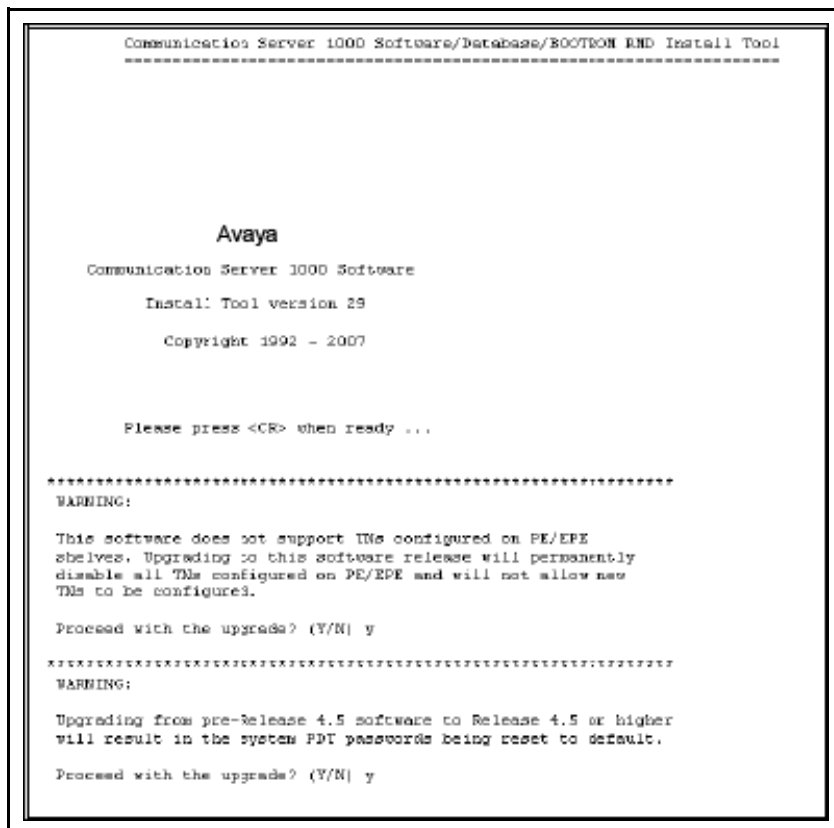 Communication Server 1000 Software/Database/BOOTROM RMD Install Tool
====================================================================
Avaya
Communication Server 1000 Software
Install Tool version 29
Copyright 1992 - 2007
Please press <CR> when ready ...
****************************************************************
WARNING:
This software does not support TNs configured on PE/EPE
shelves. Upgrading to this software release will permanently
disable all TNs configured on PE/EPE and will not allow new
TNs to be configured.
Proceed with the upgrade? (Y/N) y
****************************************************************
WARNING:
Upgrading from pre-Release 4.5 software to Release 4.5 or higher
will result in the system PDT passwords being reset to default.
Proceed with the upgrade? (Y/N) y